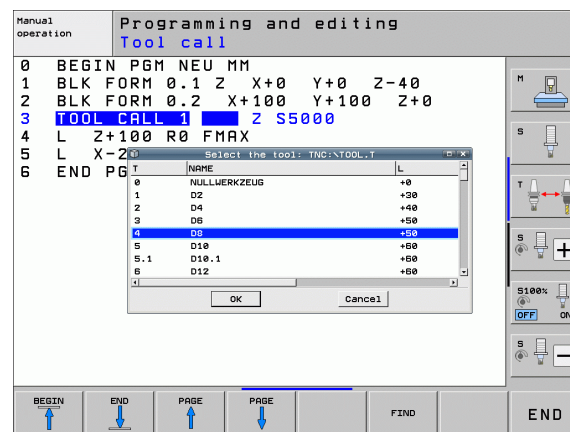 Manual operation
Programming and editing
Tool call
0 BEGIN PGM NEU MM
1 BLK FORM 0.1 Z X+0 Y+0 Z-40
2 BLK FORM 0.2 X+100 Y+100 Z+0
3 TOOL CALL 1 Z S5000
4 L Z+100 R0 FMAX
5 L X-2
6 END PG
Select the tool: TNC:\TOOL.T
T NAME L
0 NULLWERKZEUG +0
1 D2 +30
2 D4 +40
3 D6 +50
4 D8 +50
5 D10 +60
5.1 D10.1 +60
6 D12 +60
OK Cancel
M
S
T
S
S100%
OFF ON
S
BEGIN END PAGE PAGE FIND END